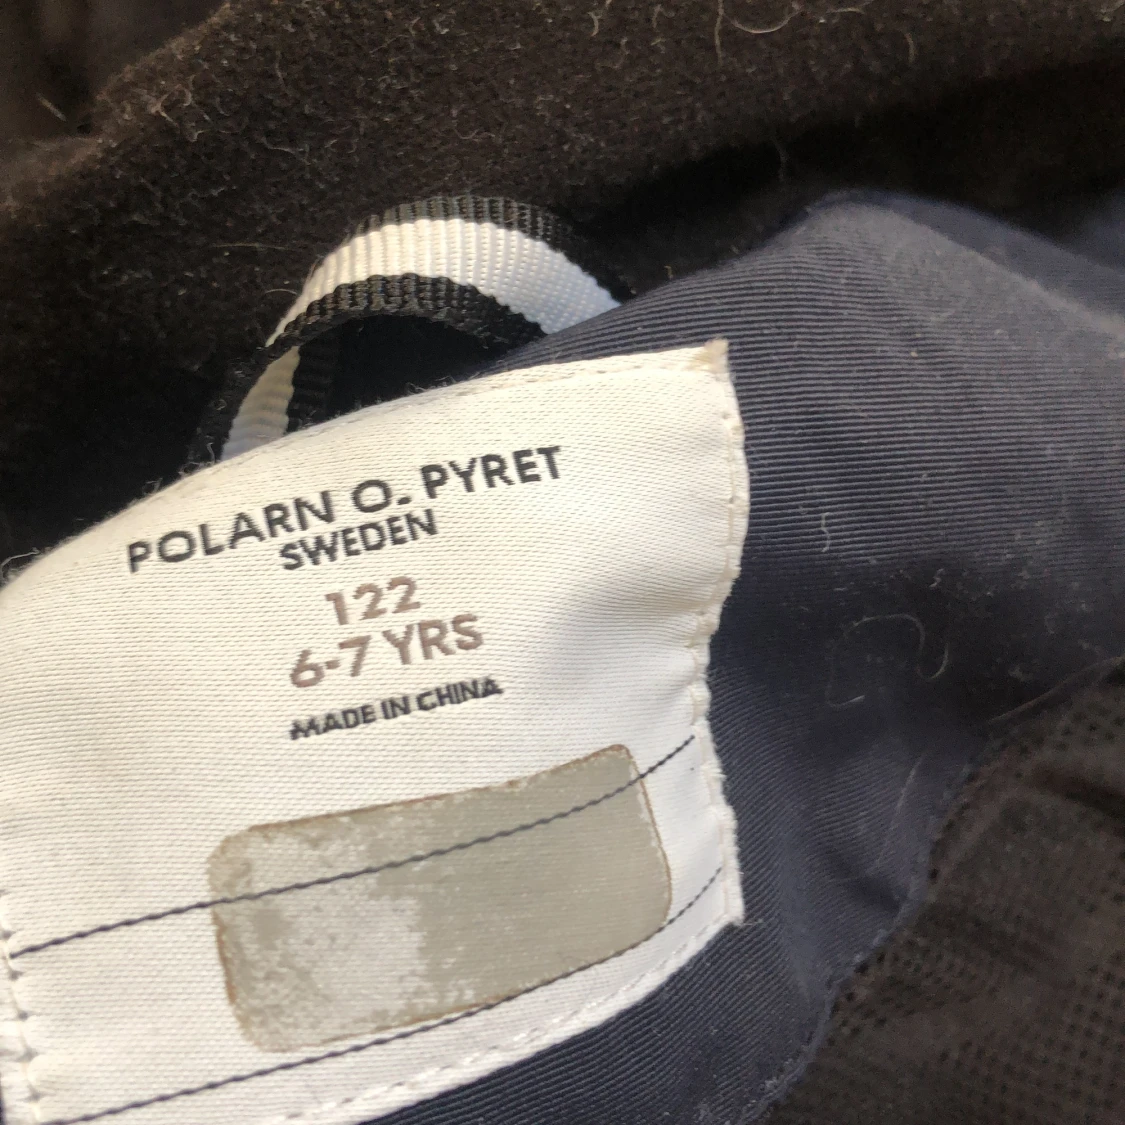 POLARN O. PYRET
SWEDEN
122
6-7 YRS
MADE IN CHINA